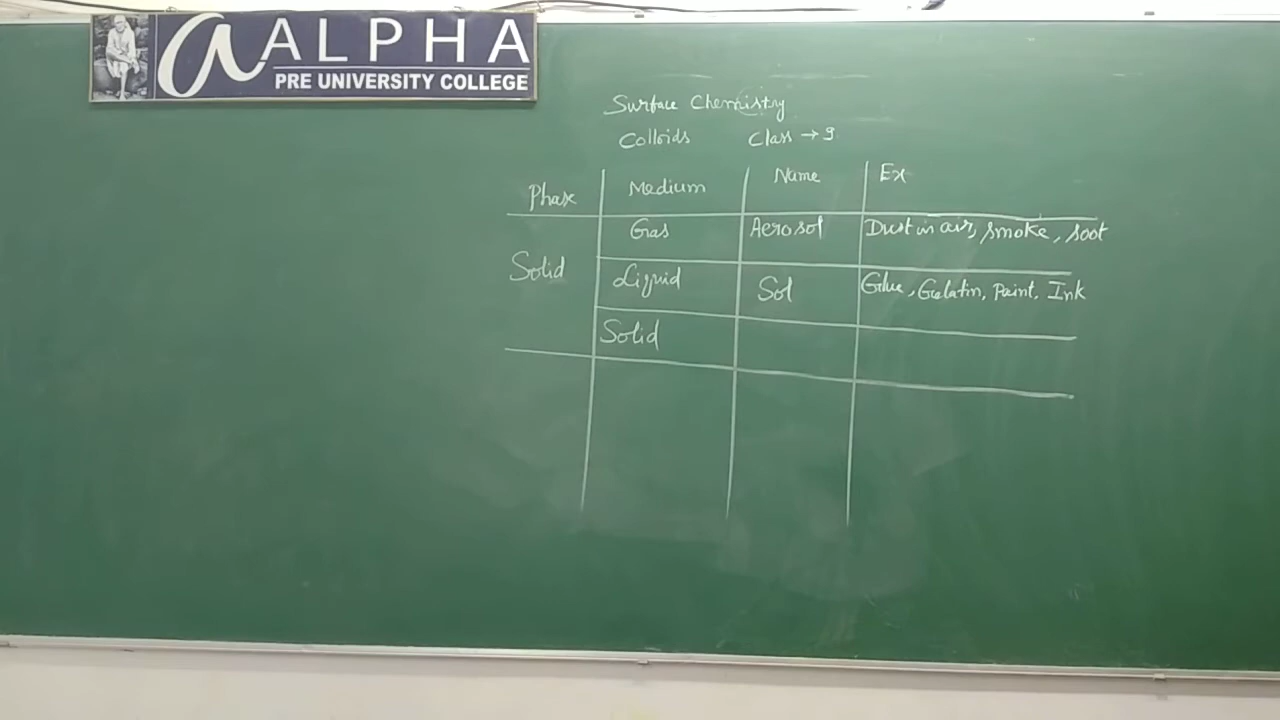 aALPHA
PRE UNIVERSITY COLLEGE
Surface Chemistry
Colloids Class → 9
Phase Medium Name Ex
Gas Aerosol Dust in air, smoke, soot
Solid Liquid Sol Glue, Gelatin, Paint, Ink
Solid